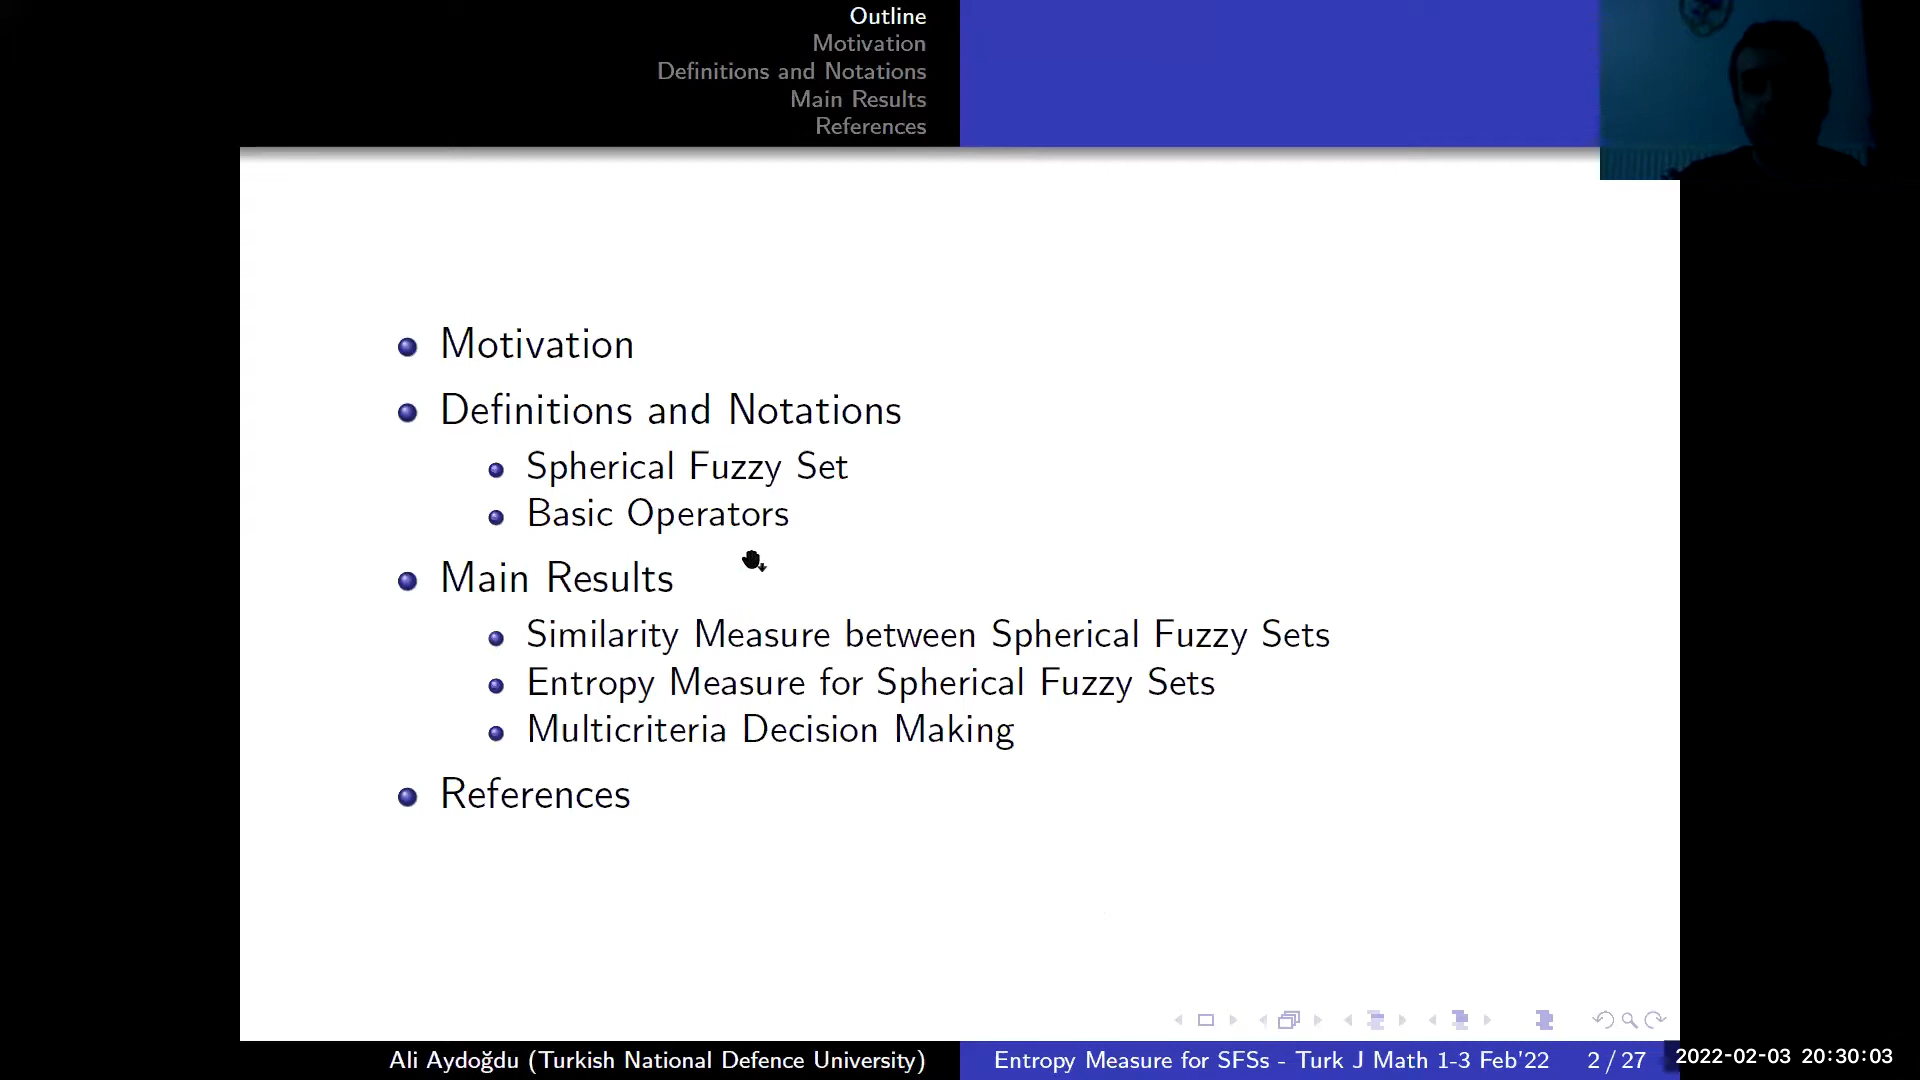 Outline
Motivation
Definitions and Notations
Main Results
References
Motivation
Definitions and Notations
Spherical Fuzzy Set
Basic Operators
Main Results
Similarity Measure between Spherical Fuzzy Sets
Entropy Measure for Spherical Fuzzy Sets
Multicriteria Decision Making
References
Ali Aydoğdu (Turkish National Defence University)
Entropy Measure for SFSs - Turk J Math 1-3 Feb'22 2 / 27
2022-02-03 20:30:03